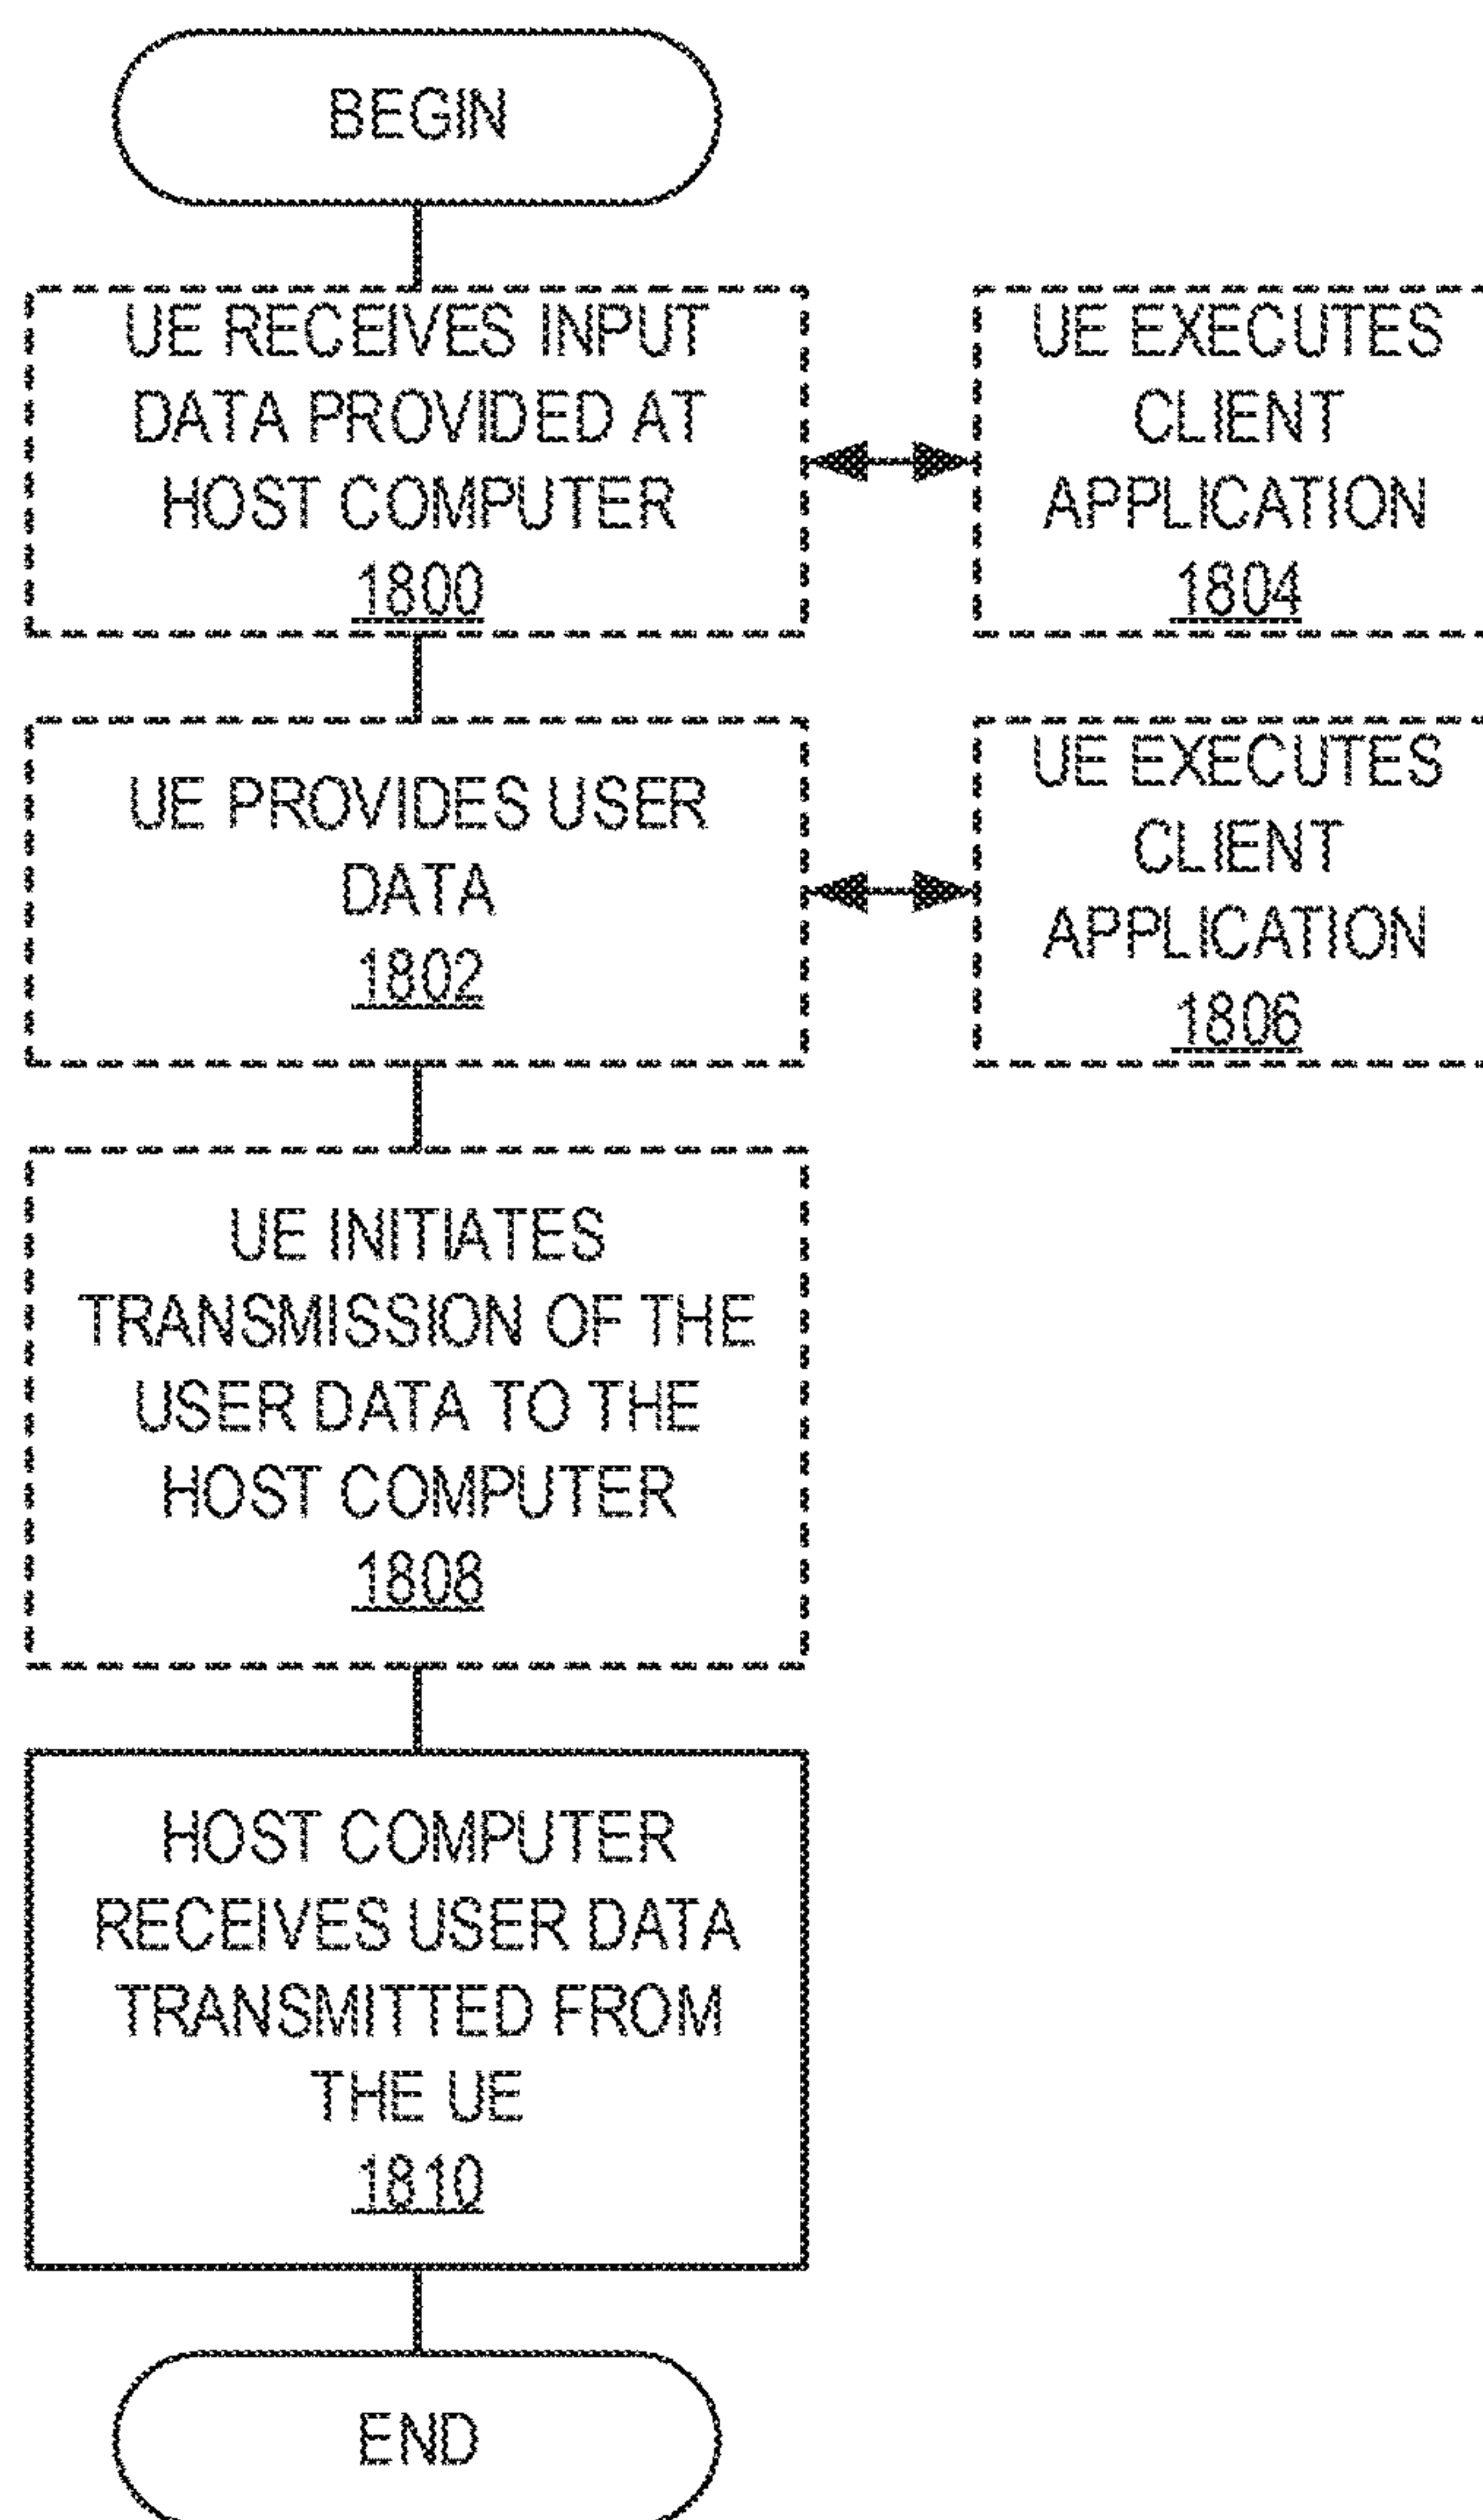 BEGIN
UE RECEIVES INPUT
DATA PROVIDED AT
HOST COMPUTER
1800
UE EXECUTES
CLIENT
APPLICATION
1804
UE PROVIDES USER
DATA
1802
UE EXECUTES
CLIENT
APPLICATION
1806
UE INITIATES
TRANSMISSION OF THE
USER DATA TO THE
HOST COMPUTER
1808
HOST COMPUTER
RECEIVES USER DATA
TRANSMITTED FROM
THE UE
1810
END